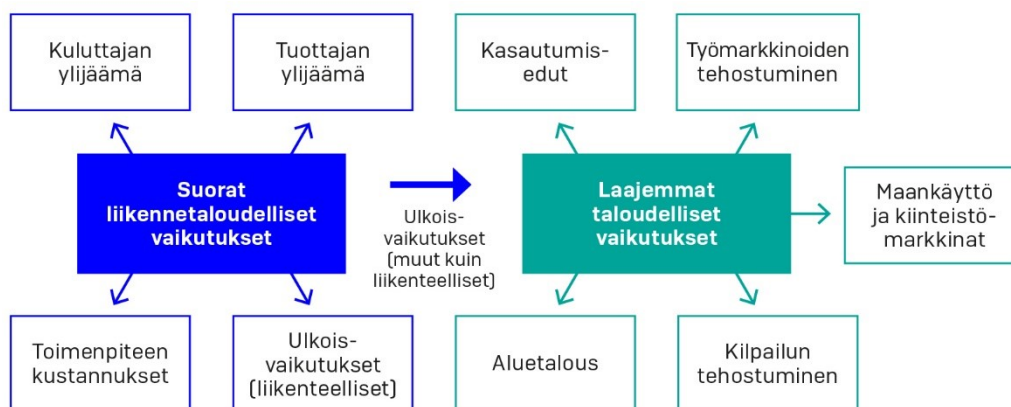 Kuluttajan
ylijäämä
Tuottajan
ylijäämä
Kasautumis-
edut
Työmarkkinoiden
tehostuminen
Suorat
liikennetaloudelliset
vaikutukset
Ulkois-
vaikutukset
(muut kuin
liikenteelliset)
Laajemmat
taloudelliset
vaikutukset
Maankäyttö
ja kiinteistö-
markkinat
Toimenpiteen
kustannukset
Ulkois-
vaikutukset
(liikenteelliset)
Aluetalous
Kilpailun
tehostuminen